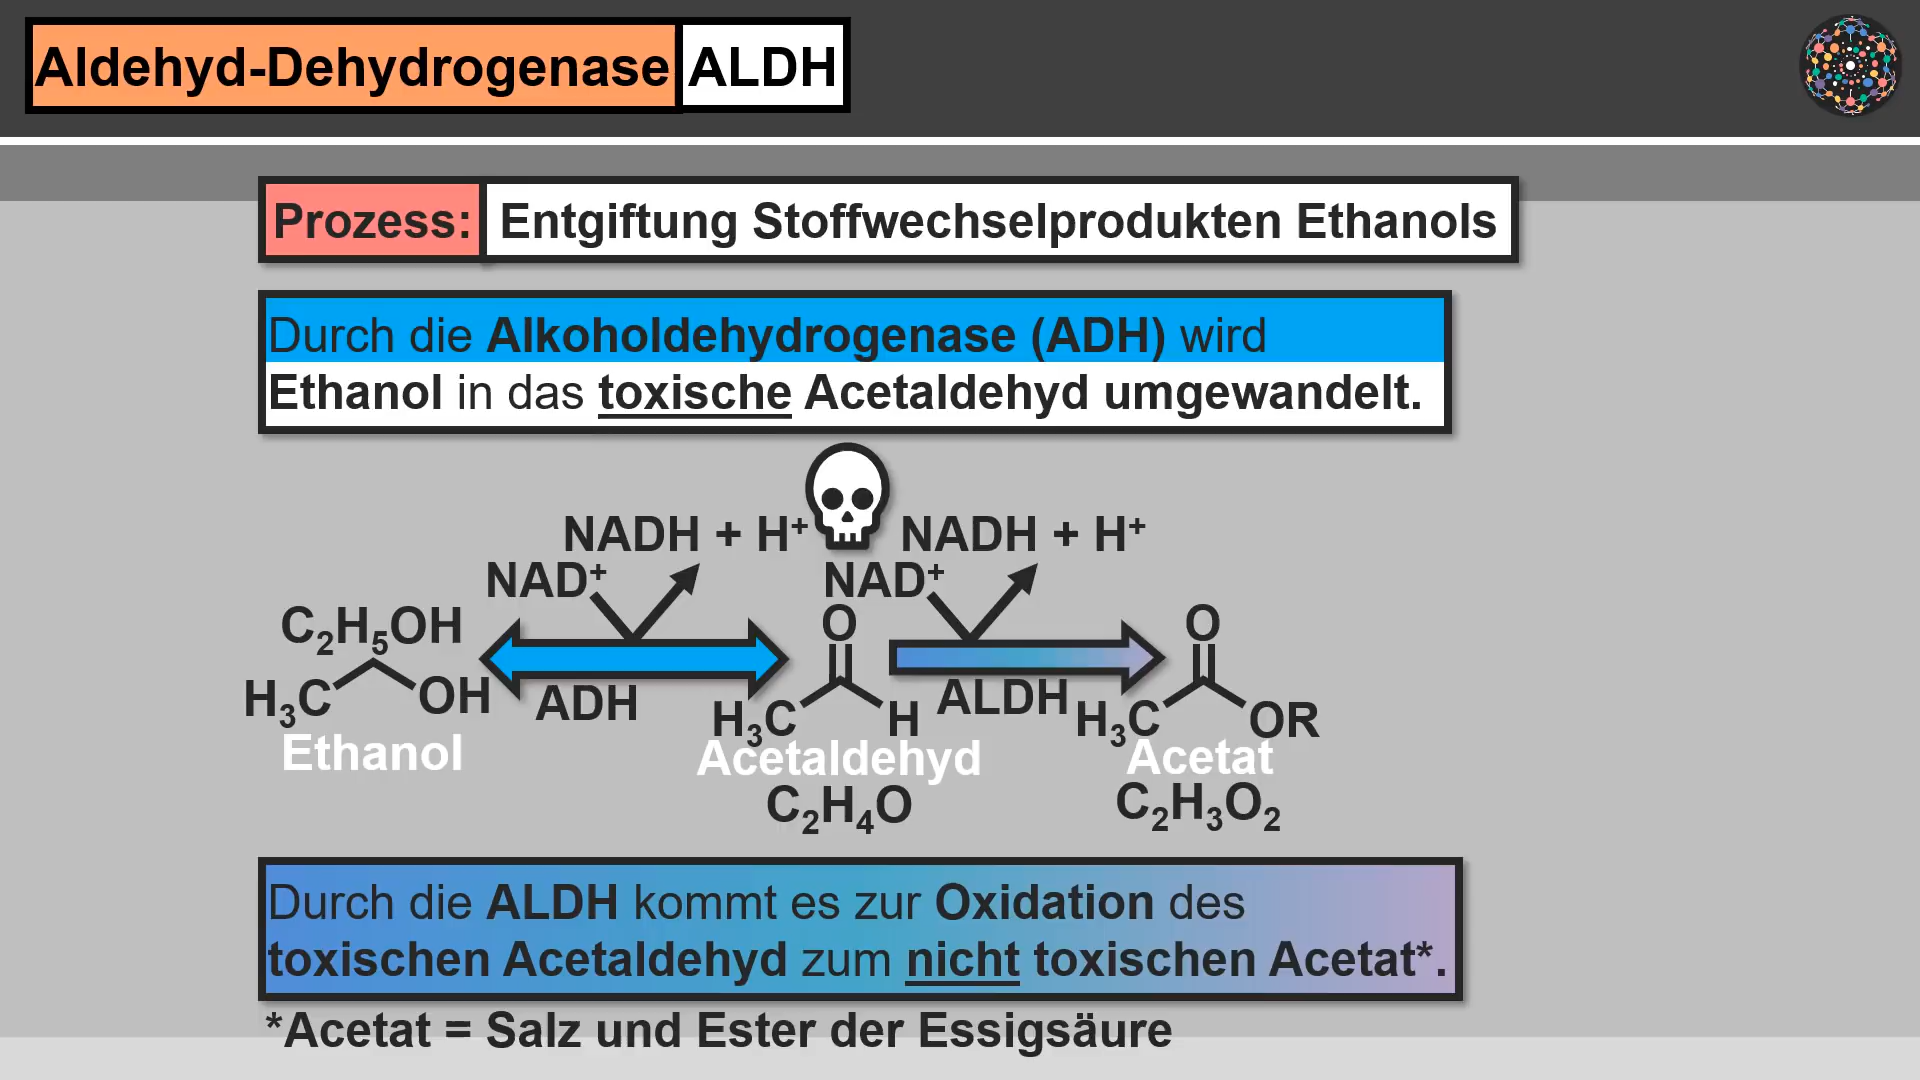 Aldehyd-Dehydrogenase ALDH
Prozess: Entgiftung Stoffwechselprodukten Ethanols
Durch die Alkoholdehydrogenase (ADH) wird
Ethanol in das toxische Acetaldehyd umgewandelt.
NADH + H⁺ NADH + H⁺
NAD⁺ NAD⁺
C₂H₅OH O O
H₃C OH ADH H₃C H ALDH H₃C OR
Ethanol Acetaldehyd Acetat
C₂H₄O C₂H₃O₂
Durch die ALDH kommt es zur Oxidation des
toxischen Acetaldehyd zum nicht toxischen Acetat*.
*Acetat = Salz und Ester der Essigsäure